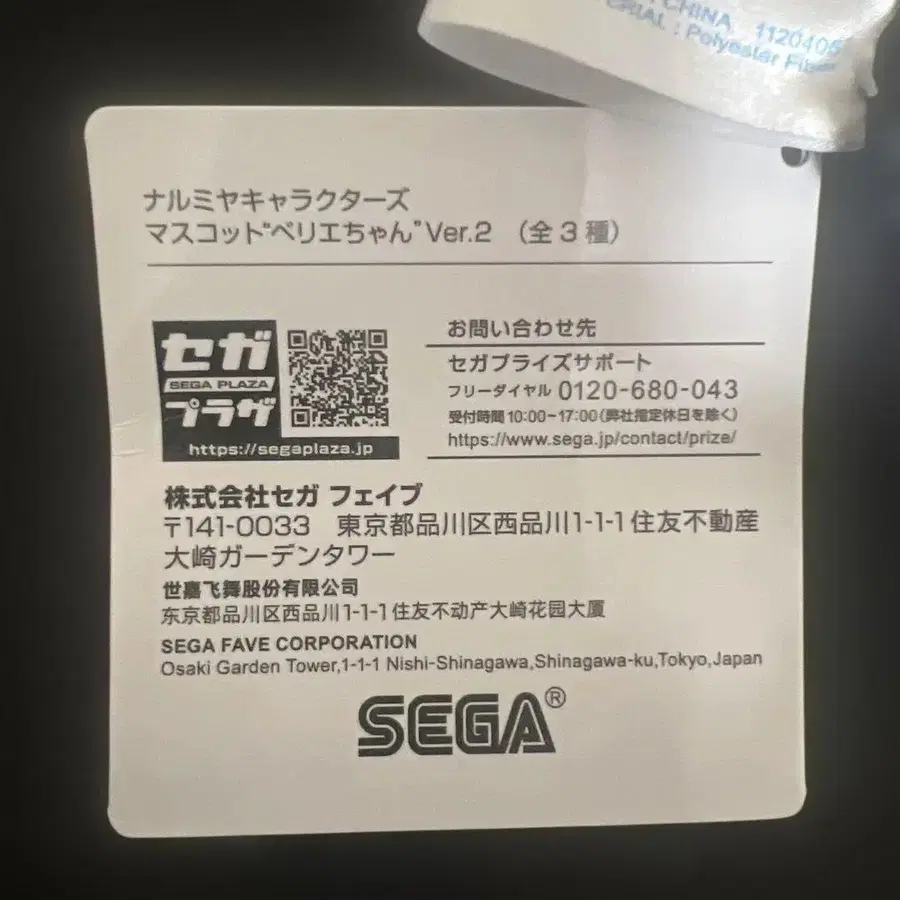 CHINA 1120406
: Polyester
ナルミヤキャラクターズ
マスコット"ベリエちゃん"Ver.2 (全3種)
セガ
SEGA PLAZA
プラザ
https://segaplaza.jp
お問い合わせ先
セガプライズサポート
フリーダイヤル 0120-680-043
受付時間 10:00~17:00(弊社指定休日を除く)
https://www.sega.jp/contact/prize/
株式会社セガ フェイブ
〒141-0033 東京都品川区西品川1-1-1住友不動産
大崎ガーデンタワー
世嘉飞舞股份有限公司
东京都品川区西品川1-1-1住友不动产大崎花园大厦
SEGA FAVE CORPORATION
Osaki Garden Tower,1-1-1 Nishi-Shinagawa,Shinagawa-ku,Tokyo,Japan
SEGA®